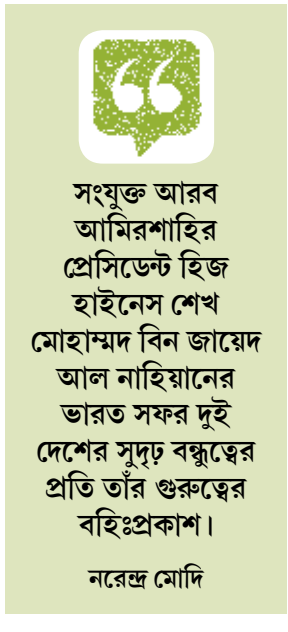 সংযুক্ত আরব
আমিরশাহির
প্রেসিডেন্ট হিজ
হাইনেস শেখ
মোহাম্মদ বিন জায়েদ
আল নাহিয়ানের
ভারত সফর দুই
দেশের সুদৃঢ় বন্ধুত্বের
প্রতি তাঁর গুরুত্বের
বহিঃপ্রকাশ।
নরেন্দ্র মোদি